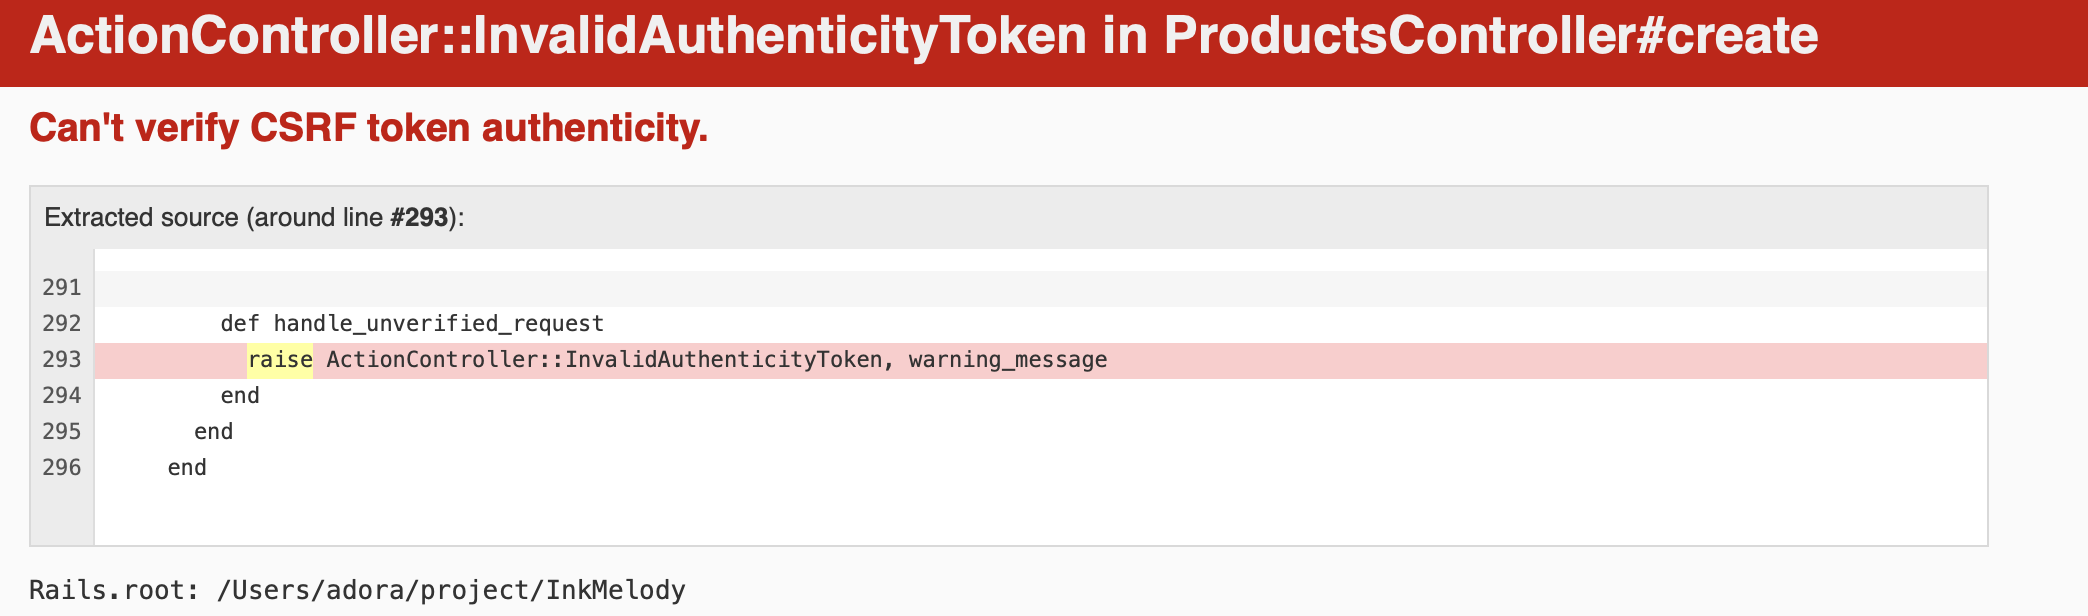 ActionController::InvalidAuthenticityToken in ProductsController#create
Can't verify CSRF token authenticity.
Extracted source (around line #293):
291
292 def handle_unverified_request
293 raise ActionController::InvalidAuthenticityToken, warning_message
294 end
295 end
296 end
Rails.root: /Users/adora/project/InkMelody